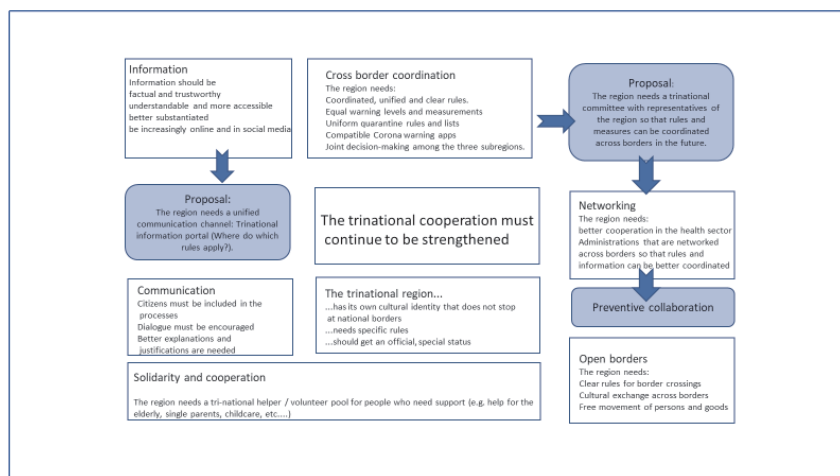 Information
Information should be
factual and trustworthy
understandable and more accessible
better substantiated
be increasingly online and in social media
Proposal:
The region needs a unified
communication channel: Trinational
information portal (Where do which
rules apply?).
Cross border coordination
The region needs:
Coordinated, unified and clear rules.
Equal warning levels and measurements
Uniform quarantine rules and lists
Compatible Corona warning apps
Joint decision-making among the three subregions.
Proposal:
The region needs a trinational
committee with representatives of
the region so that rules and
measures can be coordinated
across borders in the future.
The trinational cooperation must
continue to be strengthened
Networking
The region needs:
better cooperation in the health sector
Administrations that are networked
across borders so that rules and
information can be better coordinated
Preventive collaboration
Communication
Citizens must be included in the
processes
Dialogue must be encouraged
Better explanations and
justifications are needed
The trinational region...
...has its own cultural identity that does not stop
at national borders
...needs specific rules
...should get an official, special status
Open borders
The region needs:
Clear rules for border crossings
Cultural exchange across borders
Free movement of persons and goods
Solidarity and cooperation
The region needs a tri-national helper / volunteer pool for people who need support (e.g. help for the
elderly, single parents, childcare, etc....)